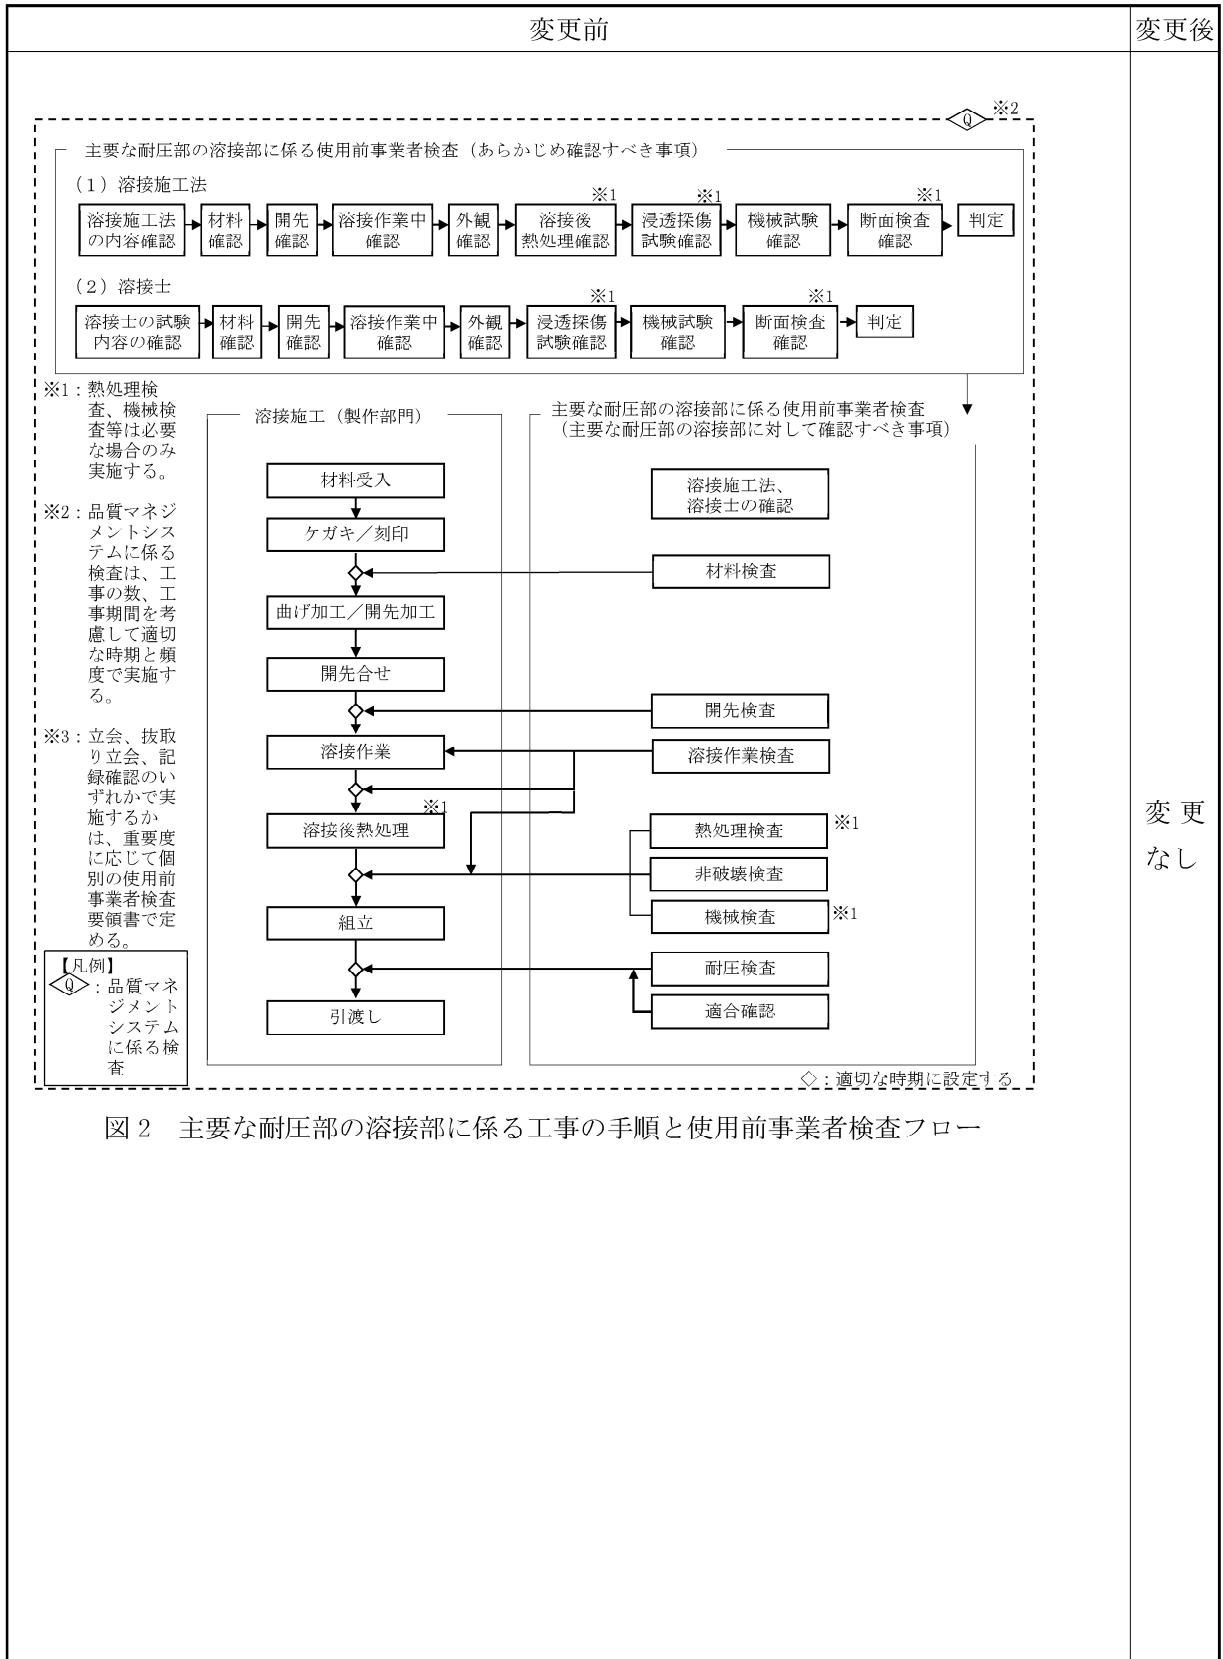 変更前
変更後
Q
※2
主要な耐圧部の溶接部に係る使用前事業者検査（あらかじめ確認すべき事項）
（１）溶接施工法
※1
※1
※1
溶接施工法
の内容確認
材料
確認
開先
確認
溶接作業中
確認
外観
確認
溶接後
熱処理確認
浸透探傷
試験確認
機械試験
確認
断面検査
確認
判定
（２）溶接士
※1
※1
溶接士の試験
内容の確認
材料
確認
開先
確認
溶接作業中
確認
外観
確認
浸透探傷
試験確認
機械試験
確認
断面検査
確認
判定
※1：熱処理検
査、機械検
査等は必要
な場合のみ
実施する。
※2：品質マネジ
メントシス
テムに係る
検査は、工
事の数、工
事期間を考
慮して適切
な時期と頻
度で実施す
る。
※3：立会、抜取
り立会、記
録確認のい
ずれかで実
施するか
は、重要度
に応じて個
別の使用前
事業者検査
要領書で定
める。
【凡例】
Q：品質マネ
ジメント
システム
に係る検
査
溶接施工（製作部門）
材料受入
ケガキ／刻印
曲げ加工／開先加工
開先合せ
溶接作業
※1
溶接後熱処理
組立
引渡し
主要な耐圧部の溶接部に係る使用前事業者検査
（主要な耐圧部の溶接部に対して確認すべき事項）
溶接施工法、
溶接士の確認
材料検査
開先検査
溶接作業検査
熱処理検査
※1
非破壊検査
機械検査
※1
耐圧検査
適合確認
◇：適切な時期に設定する
図２　主要な耐圧部の溶接部に係る工事の手順と使用前事業者検査フロー
変更
なし